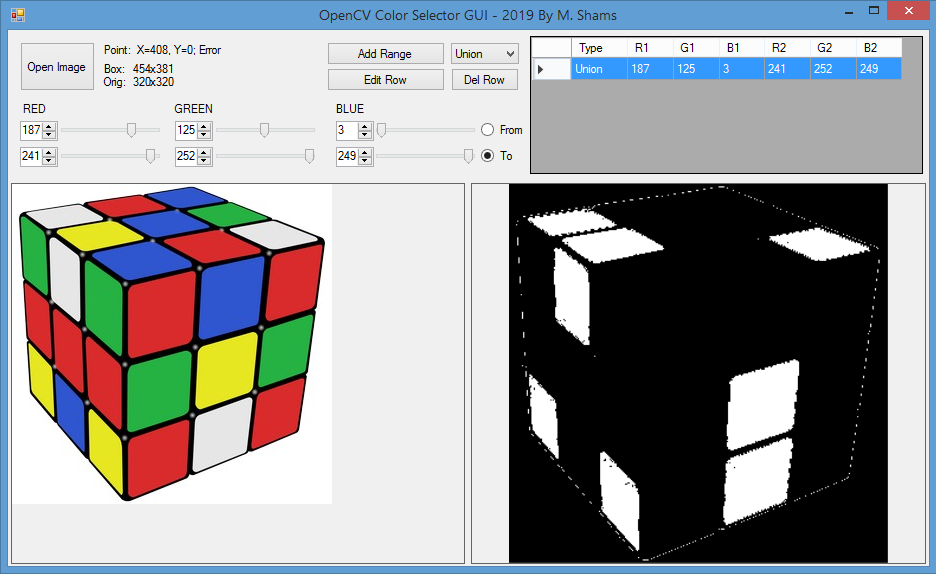 OpenCV Color Selector GUI - 2019 By M. Shams
Open Image
Point: X=408, Y=0; Error
Box: 454x381
Orig: 320x320
Add Range
Union
Edit Row
Del Row
RED
GREEN
BLUE
187
125
3
From
241
252
249
To
Type R1 G1 B1 R2 G2 B2
Union 187 125 3 241 252 249